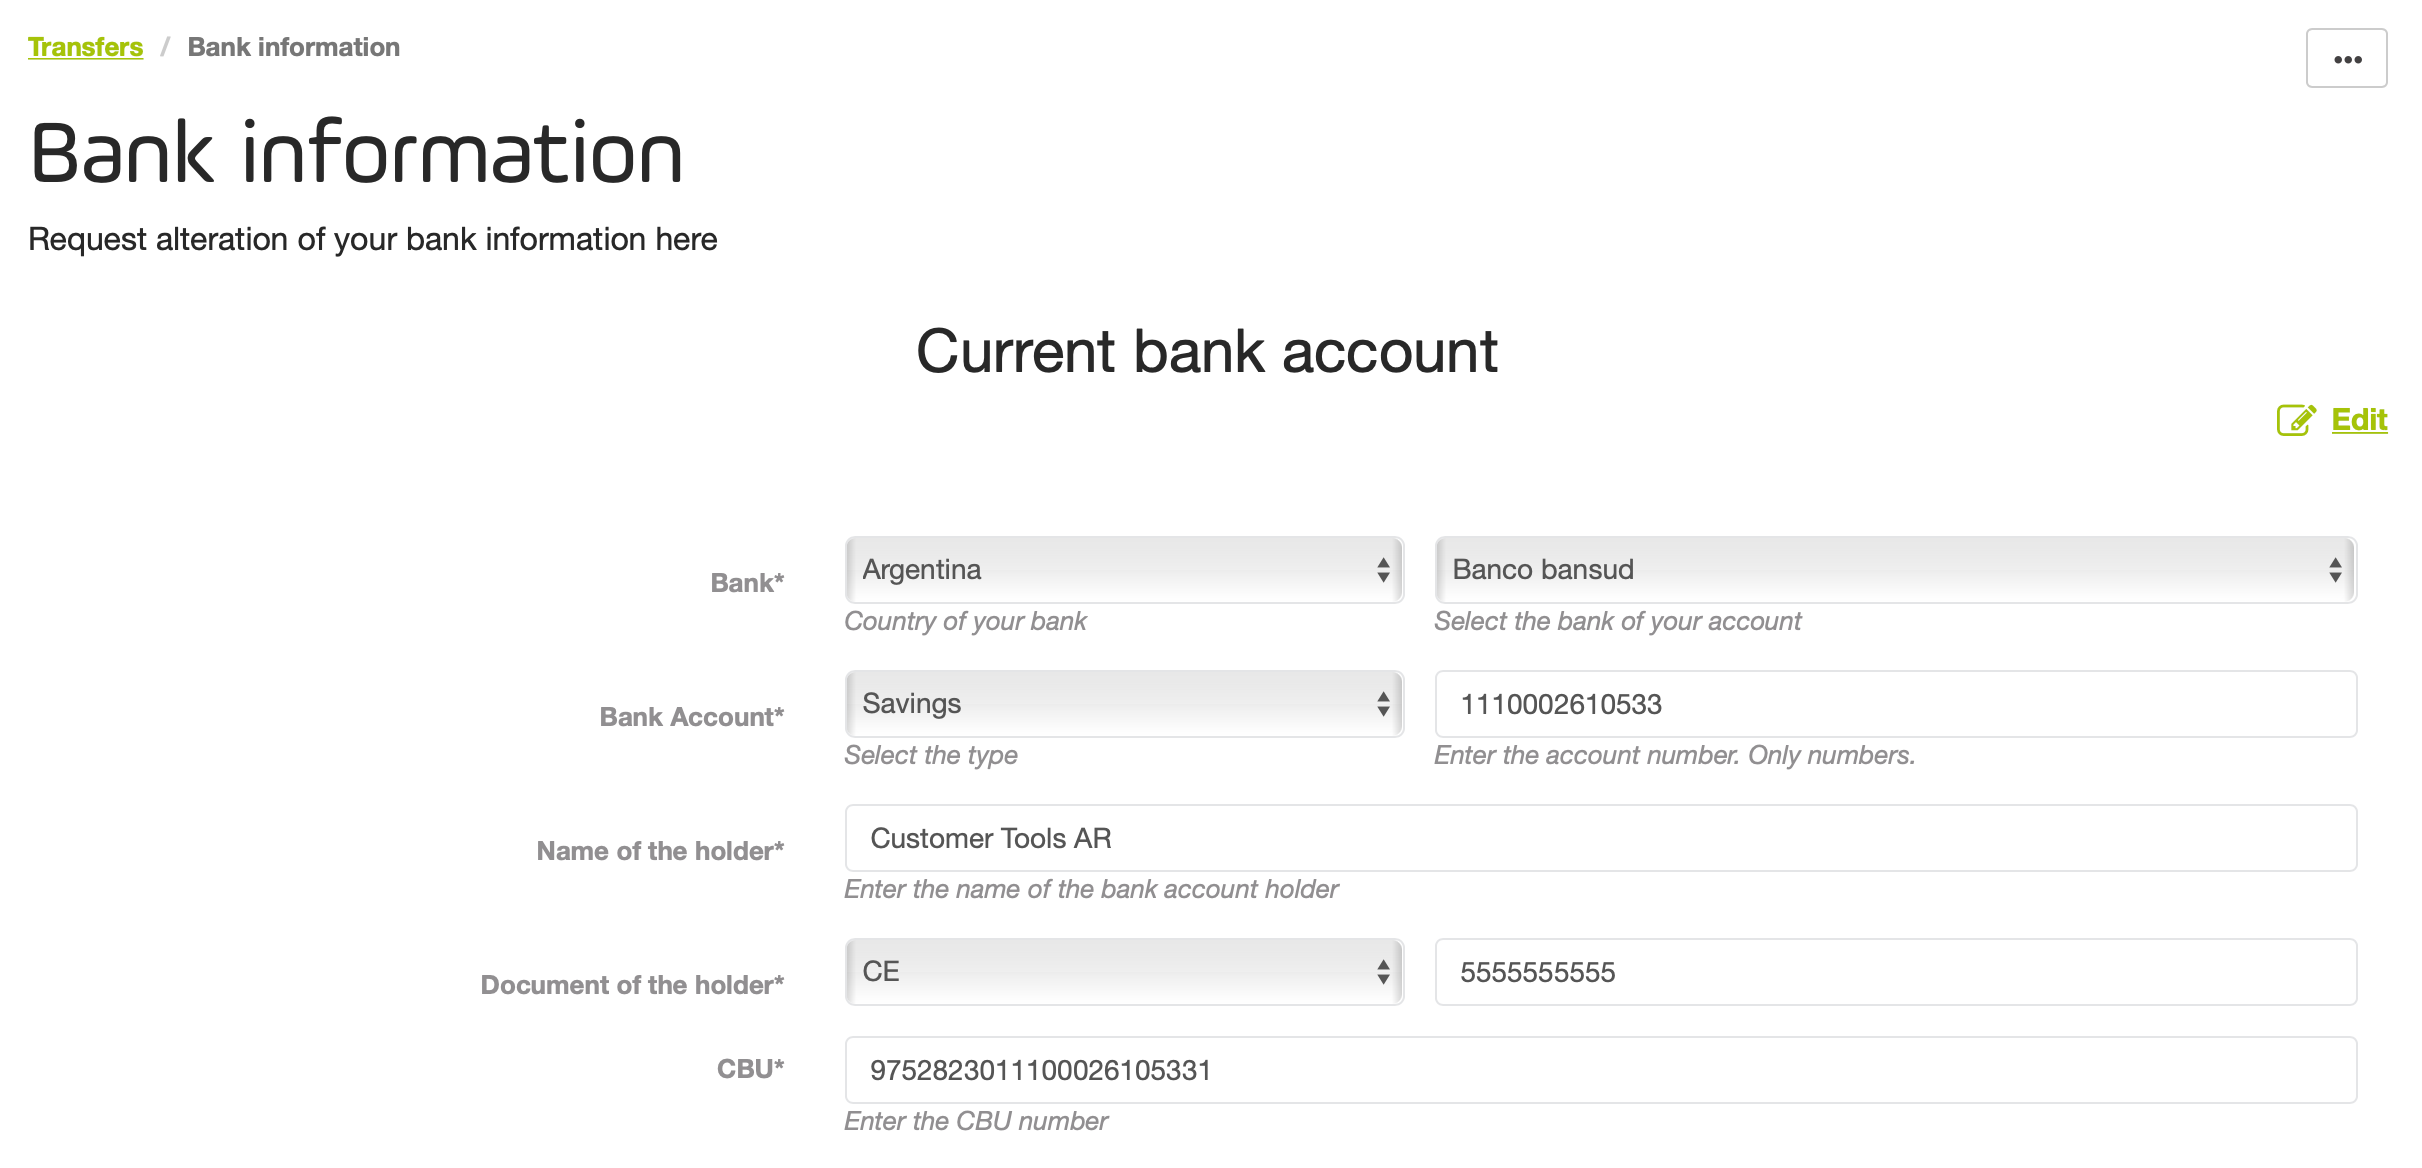 Transfers / Bank information
•••
Bank information
Request alteration of your bank information here
Current bank account
Edit
Bank* Argentina Banco bansud
Country of your bank Select the bank of your account
Bank Account* Savings 1110002610533
Select the type Enter the account number. Only numbers.
Name of the holder* Customer Tools AR
Enter the name of the bank account holder
Document of the holder* CE 5555555555
CBU* 9752823011100026105331
Enter the CBU number